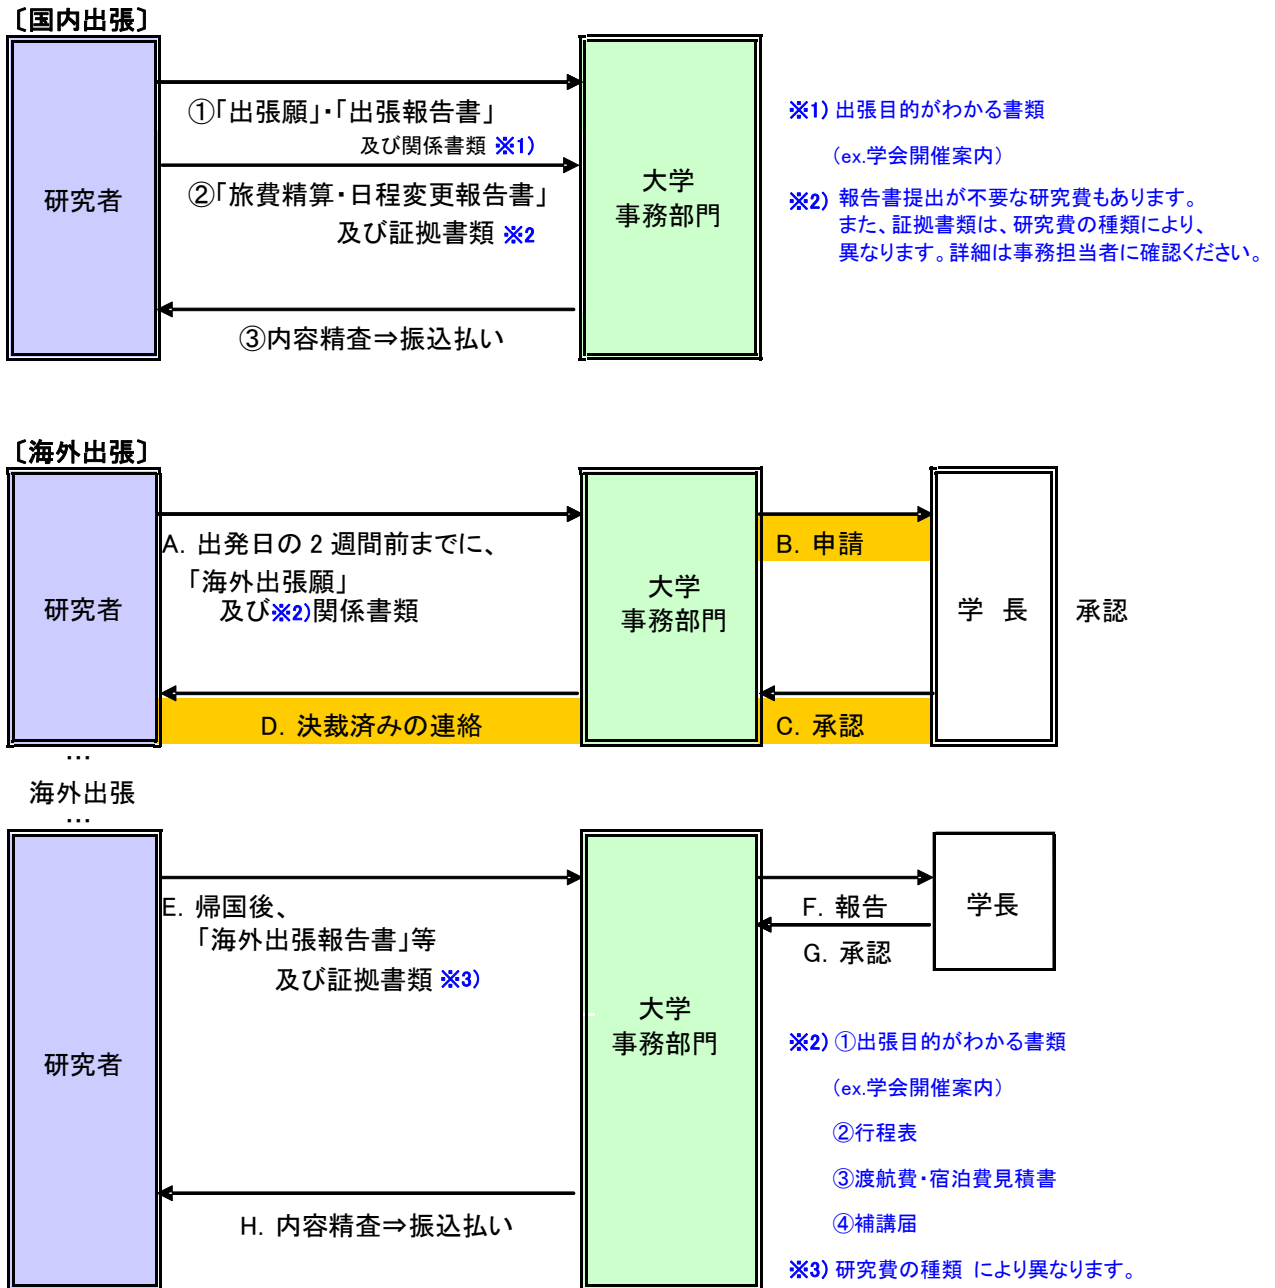 〔国内出張〕
研究者
①「出張願」・「出張報告書」
及び関係書類 ※1)
②「旅費精算・日程変更報告書」
及び証拠書類 ※2
③内容精査⇒振込払い
大学
事務部門
※1) 出張目的がわかる書類
(ex.学会開催案内)
※2) 報告書提出が不要な研究費もあります。
また、証拠書類は、研究費の種類により、
異なります。詳細は事務担当者に確認ください。
〔海外出張〕
研究者
A. 出発日の 2 週間前までに、
「海外出張願」
及び※2)関係書類
D. 決裁済みの連絡
大学
事務部門
B. 申請
C. 承認
学 長
承認
…
海外出張
…
研究者
E. 帰国後、
「海外出張報告書」等
及び証拠書類 ※3)
H. 内容精査⇒振込払い
大学
事務部門
F. 報告
G. 承認
学長
※2) ①出張目的がわかる書類
(ex.学会開催案内)
②行程表
③渡航費・宿泊費見積書
④補講届
※3) 研究費の種類 により異なります。